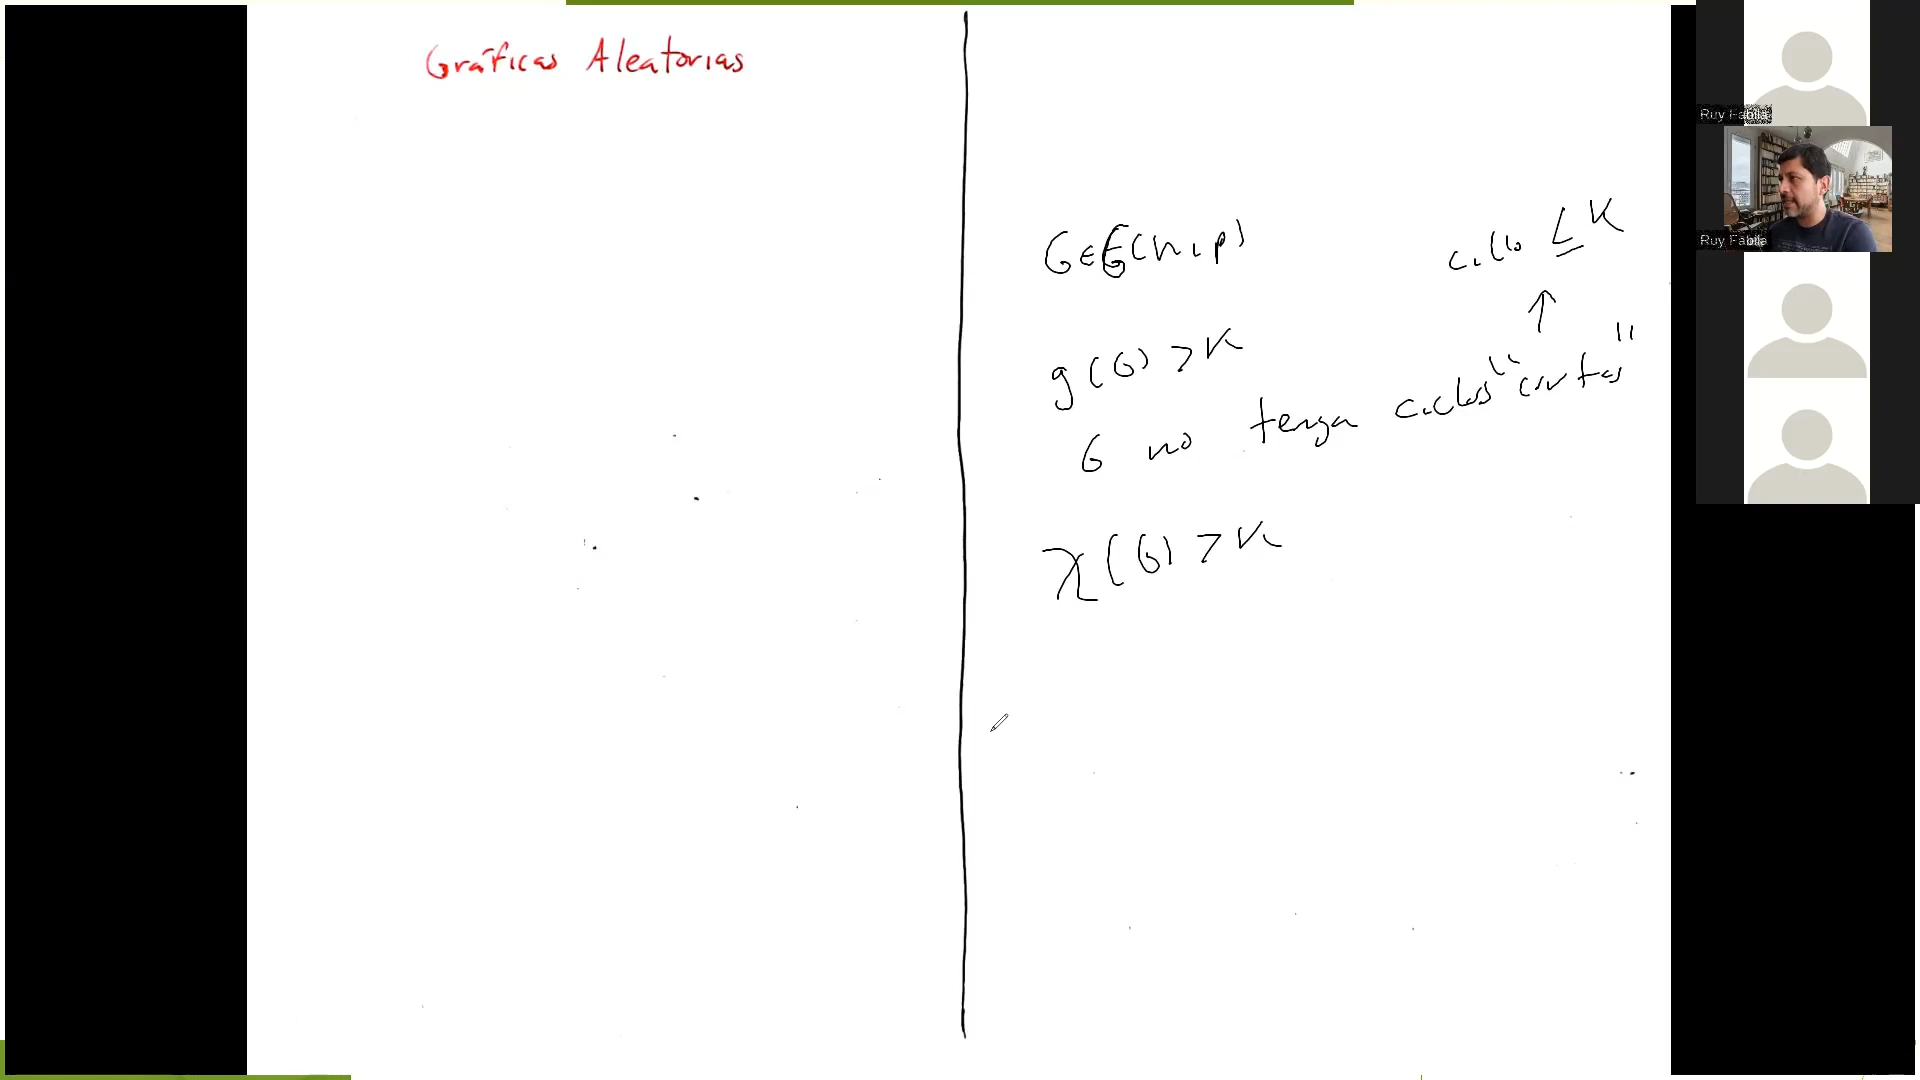 Gráficas Aleatorias
G∈G(n,p)
ciclo ≤ K
↑
g(G) > K
G no tenga ciclos "cortos"
χ(G) > K
Ruy Fabila
Ruy Fabila